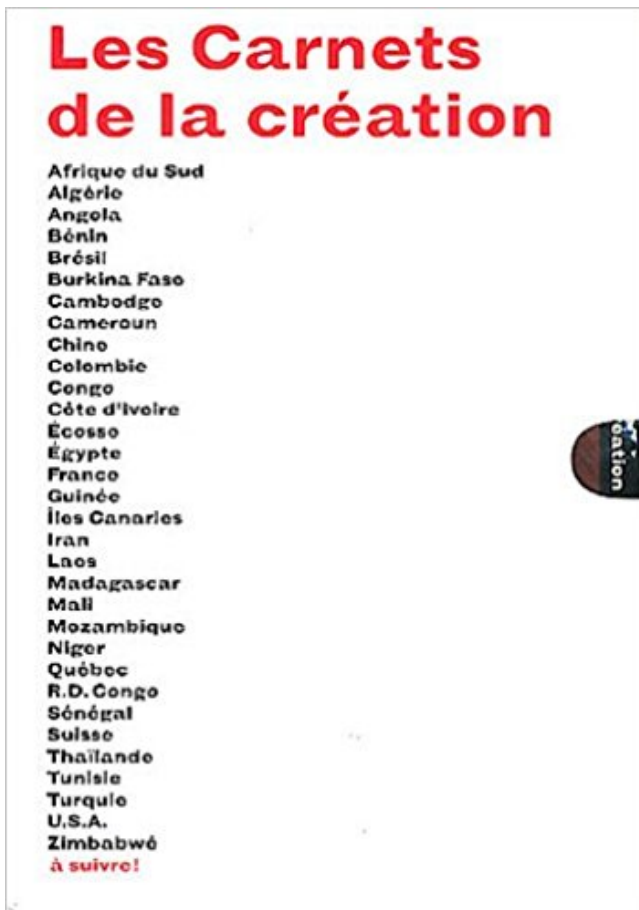 Les Carnets
de la création
Afrique du Sud
Algérie
Angola
Bénin
Brésil
Burkina Faso
Cambodge
Cameroun
Chine
Colombie
Congo
Côte d'Ivoire
Écosse
Égypte
France
Guinée
Îles Canaries
Iran
Laos
Madagascar
Mali
Mozambique
Niger
Québec
R.D. Congo
Sénégal
Suisse
Thaïlande
Tunisie
Turquie
U.S.A.
Zimbabwé
à suivre!
éation